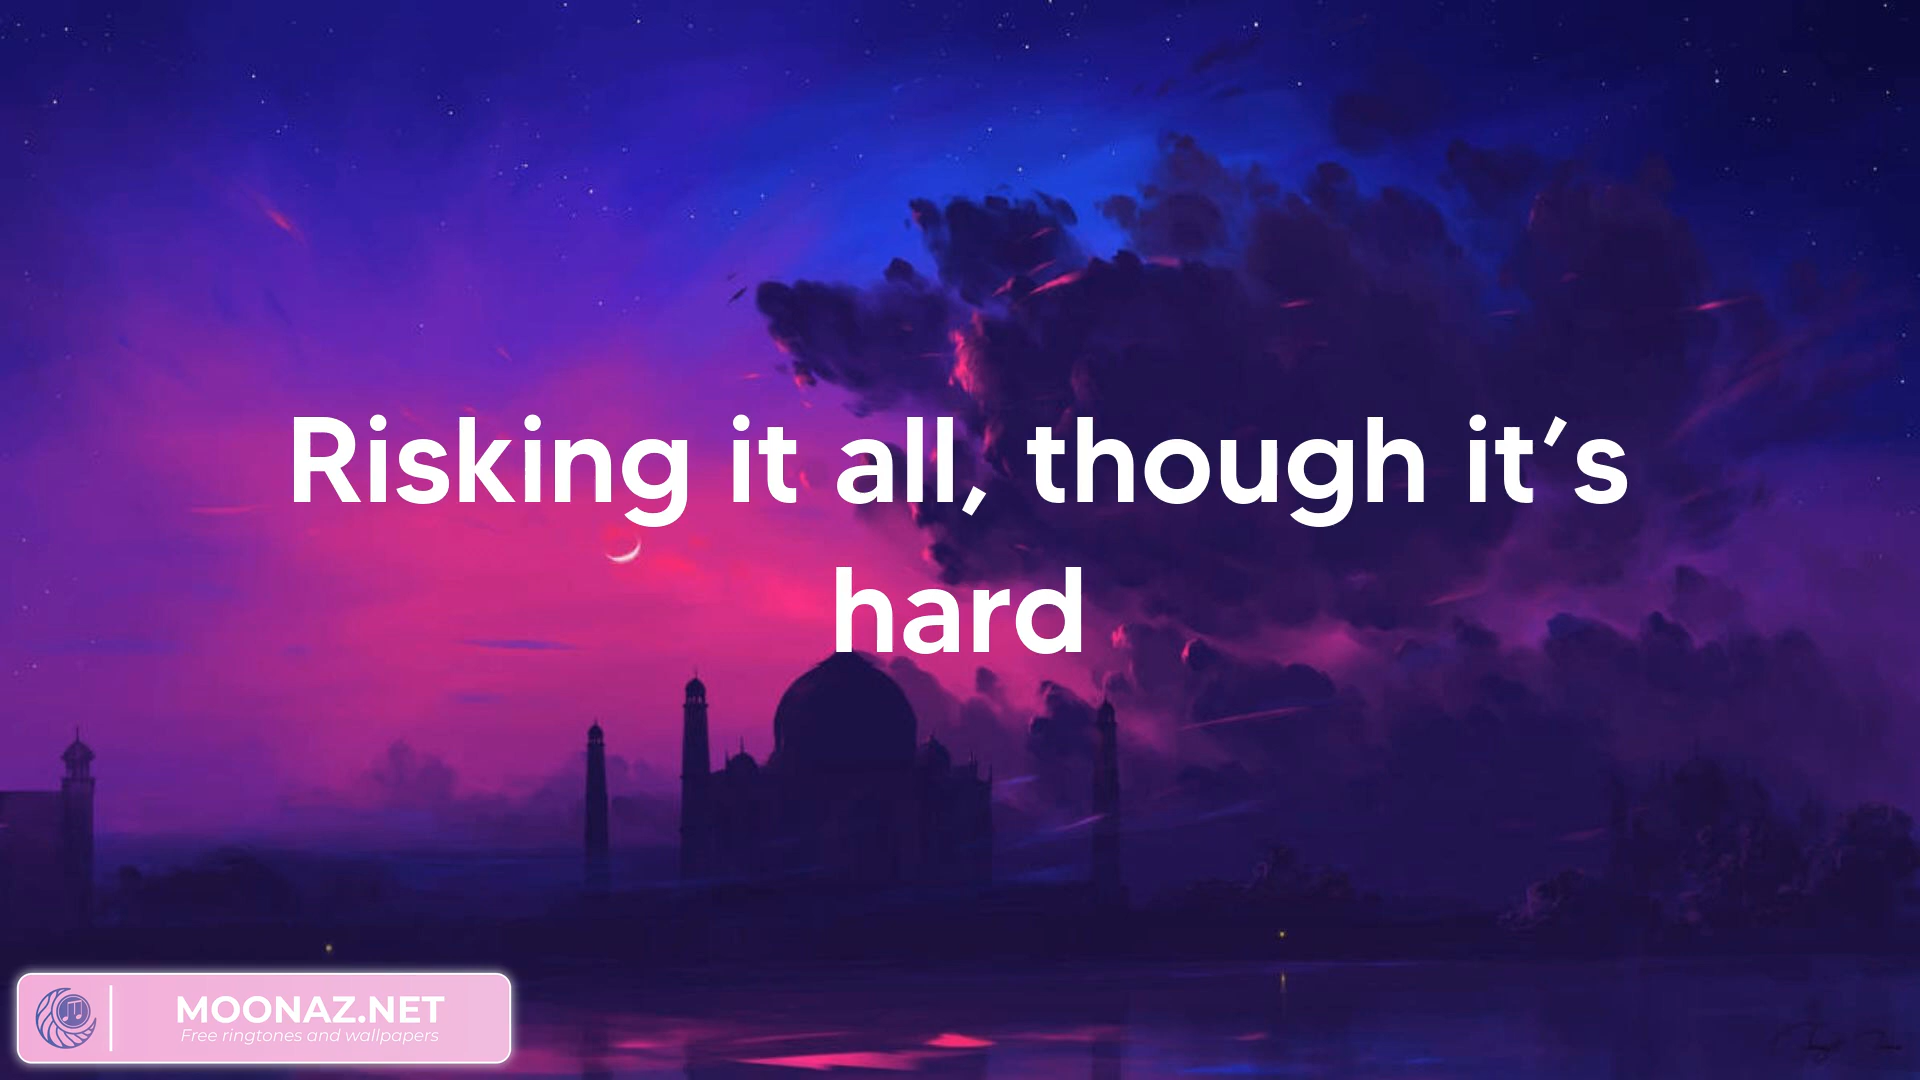 Risking it all, though it’s
hard
MOONAZ.NET
Free ringtones and wallpapers